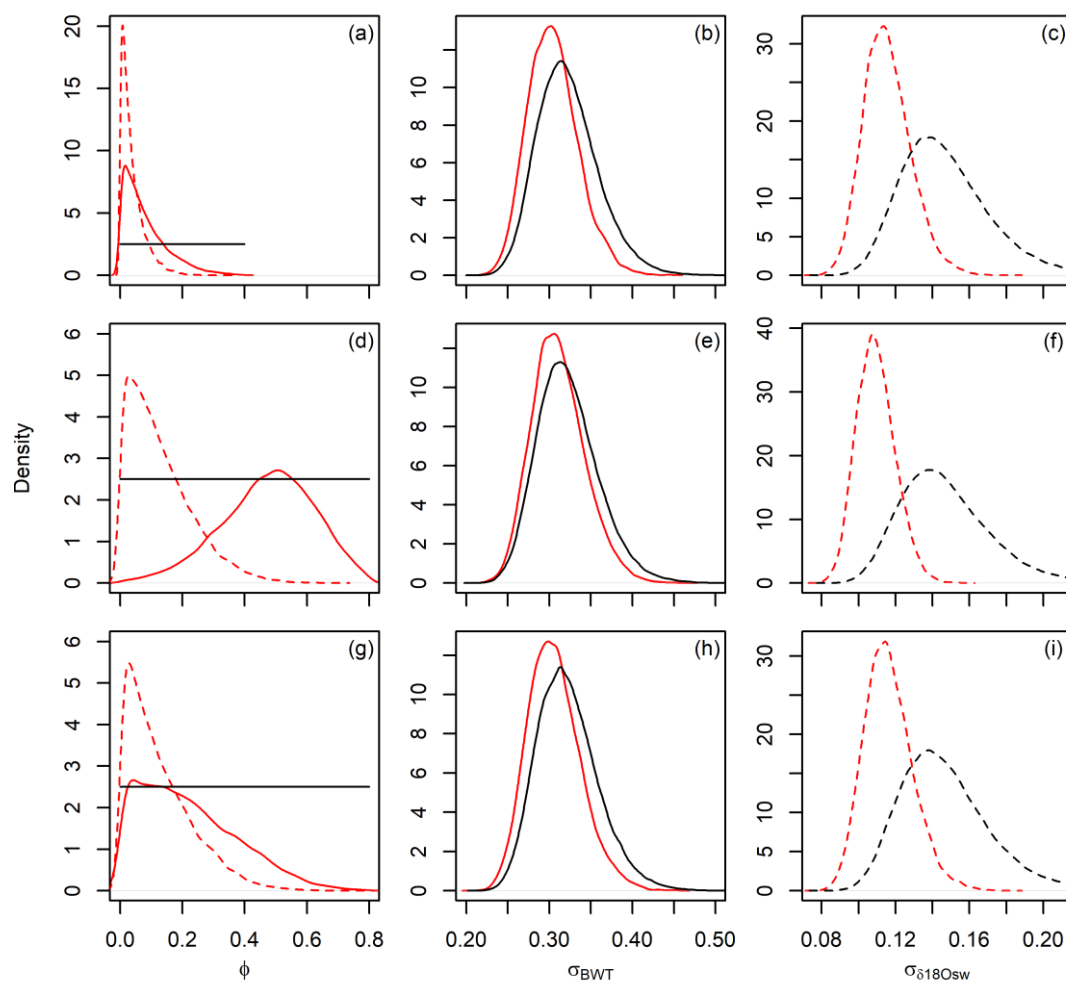 (a)
0 5 10 15 20
(b)
0 2 4 6 8 10
(c)
0 5 10 20 30
Density
(d)
0 1 2 3 4 5 6
(e)
0 2 4 6 8 10
(f)
0 10 20 30 40
(g)
0 1 2 3 4 5 6
0.0 0.2 0.4 0.6 0.8
ϕ
(h)
0 2 4 6 8 10
0.20 0.30 0.40 0.50
σBWT
(i)
0 5 10 20 30
0.08 0.12 0.16 0.20
σδ18Osw